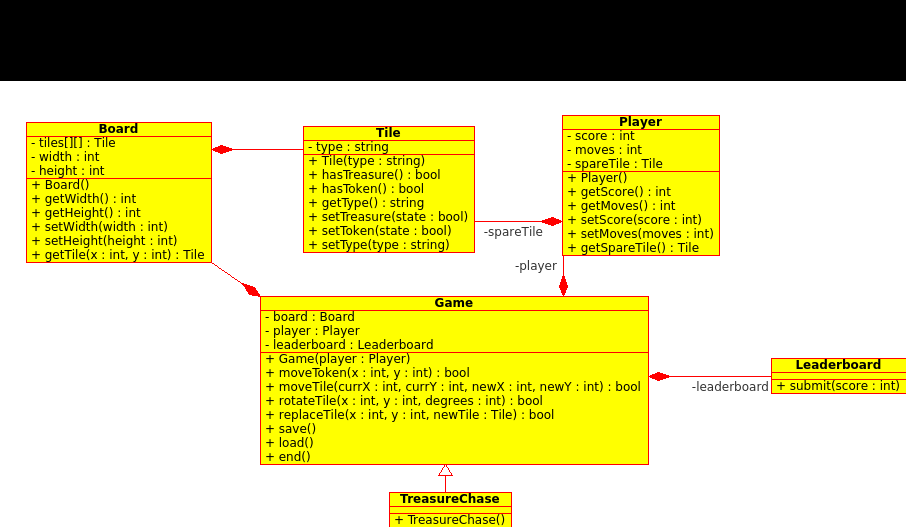 Board
- tiles[][] : Tile
- width : int
- height : int
+ Board()
+ getWidth() : int
+ getHeight() : int
+ setWidth(width : int)
+ setHeight(height : int)
+ getTile(x : int, y : int) : Tile
Tile
- type : string
+ Tile(type : string)
+ hasTreasure() : bool
+ hasToken() : bool
+ getType() : string
+ setTreasure(state : bool)
+ setToken(state : bool)
+ setType(type : string)
Player
- score : int
- moves : int
- spareTile : Tile
+ Player()
+ getScore() : int
+ getMoves() : int
+ setScore(score : int)
+ setMoves(moves : int)
+ getSpareTile() : Tile
-spareTile
-player
Game
- board : Board
- player : Player
- leaderboard : Leaderboard
+ Game(player : Player)
+ moveToken(x : int, y : int) : bool
+ moveTile(currX : int, currY : int, newX : int, newY : int) : bool
+ rotateTile(x : int, y : int, degrees : int) : bool
+ replaceTile(x : int, y : int, newTile : Tile) : bool
+ save()
+ load()
+ end()
-leaderboard
Leaderboard
+ submit(score : int)
TreasureChase
+ TreasureChase()